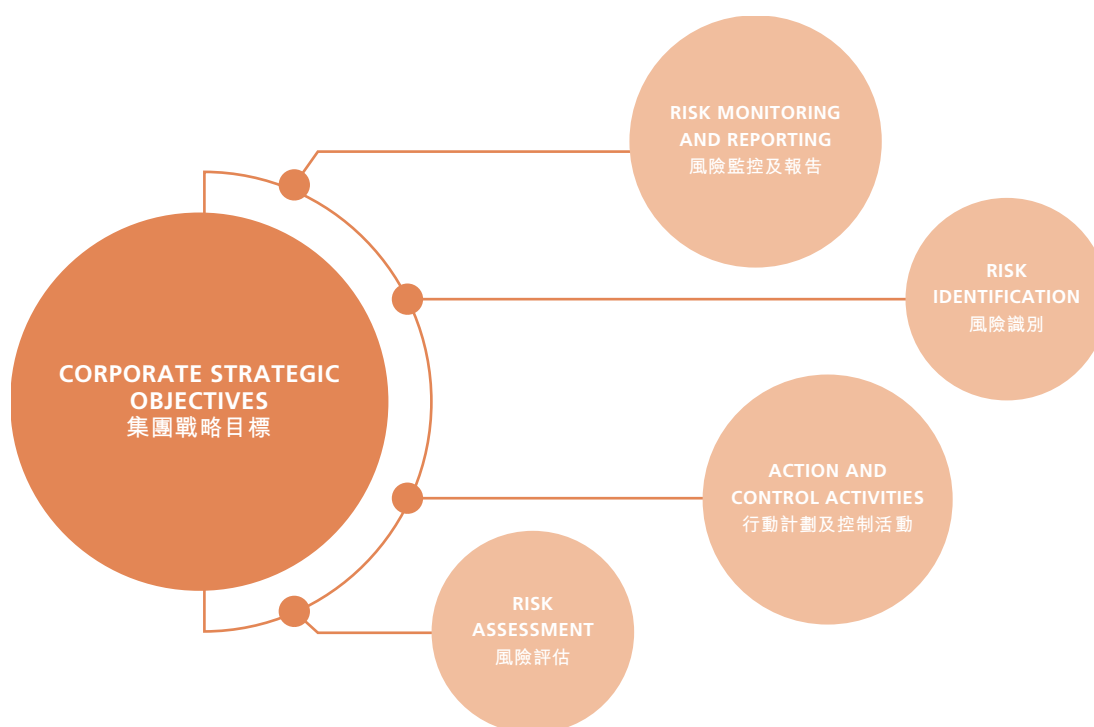 RISK MONITORING
AND REPORTING
風險監控及報告
RISK
IDENTIFICATION
風險識別
CORPORATE STRATEGIC
OBJECTIVES
集團戰略目標
ACTION AND
CONTROL ACTIVITIES
行動計劃及控制活動
RISK
ASSESSMENT
風險評估